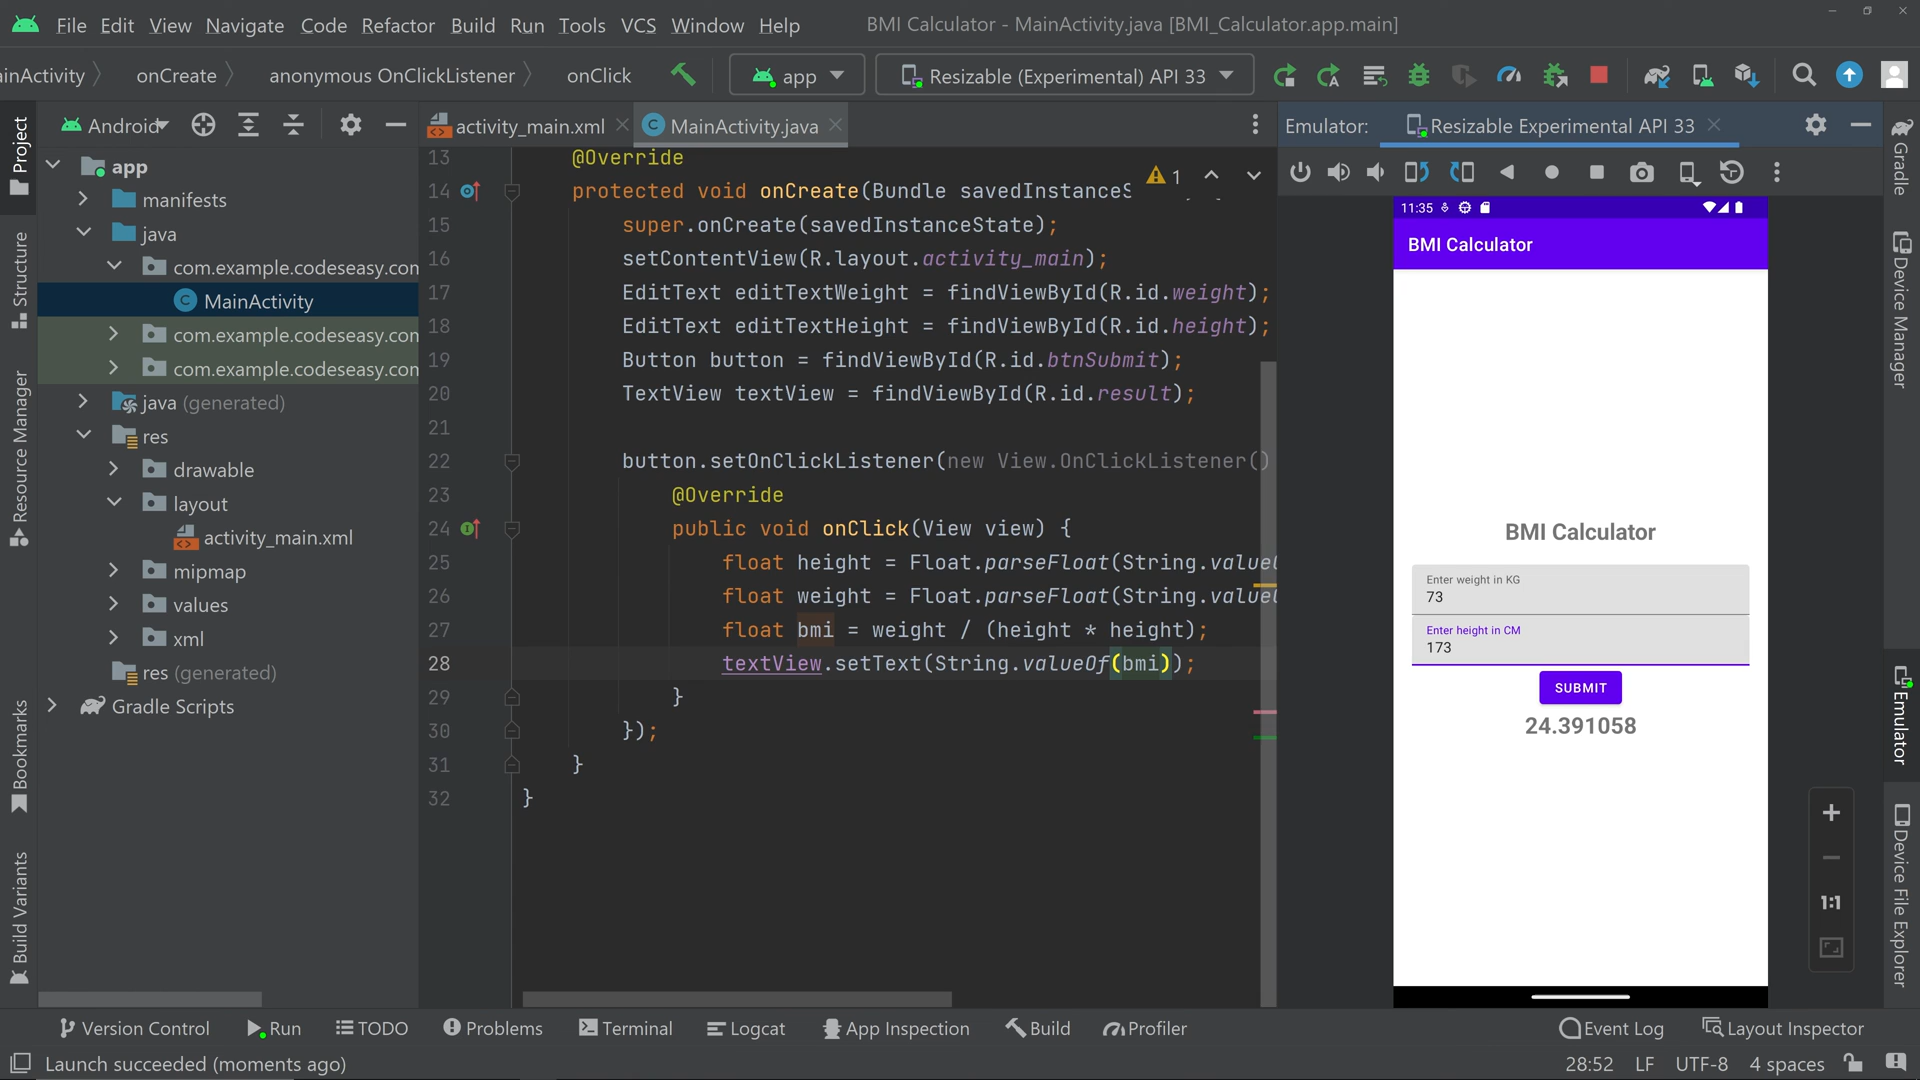 File Edit View Navigate Code Refactor Build Run Tools VCS Window Help
BMI Calculator - MainActivity.java [BMI_Calculator.app.main]
inActivity onCreate anonymous OnClickListener onClick
app
Resizable (Experimental) API 33
Project
Structure
Resource Manager
Bookmarks
Build Variants
Android
app
manifests
java
com.example.codeseasy.com
MainActivity
com.example.codeseasy.com
com.example.codeseasy.com
java (generated)
res
drawable
layout
activity_main.xml
mipmap
values
xml
res (generated)
Gradle Scripts
activity_main.xml
MainActivity.java
1
13 @Override
14 protected void onCreate(Bundle savedInstanceS
15 super.onCreate(savedInstanceState);
16 setContentView(R.layout.activity_main);
17 EditText editTextWeight = findViewById(R.id.weight);
18 EditText editTextHeight = findViewById(R.id.height);
19 Button button = findViewById(R.id.btnSubmit);
20 TextView textView = findViewById(R.id.result);
21
22 button.setOnClickListener(new View.OnClickListener()
23 @Override
24 public void onClick(View view) {
25 float height = Float.parseFloat(String.valueO
26 float weight = Float.parseFloat(String.valueO
27 float bmi = weight / (height * height);
28 textView.setText(String.valueOf(bmi));
29 }
30 });
31 }
32 }
Emulator:
Resizable Experimental API 33
11:35
BMI Calculator
BMI Calculator
Enter weight in KG
73
Enter height in CM
173
SUBMIT
24.391058
1:1
Gradle
Device Manager
Emulator
Device File Explorer
Version Control Run TODO Problems Terminal Logcat App Inspection Build Profiler
Event Log Layout Inspector
Launch succeeded (moments ago)
28:52 LF UTF-8 4 spaces